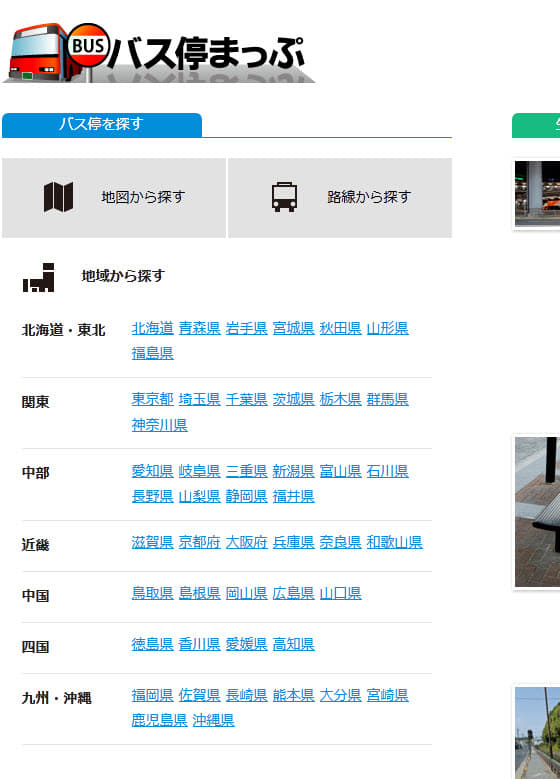 BUS バス停まっぷ
バス停を探す
地図から探す 路線から探す
地域から探す
北海道・東北 北海道 青森県 岩手県 宮城県 秋田県 山形県
福島県
関東 東京都 埼玉県 千葉県 茨城県 栃木県 群馬県
神奈川県
中部 愛知県 岐阜県 三重県 新潟県 富山県 石川県
長野県 山梨県 静岡県 福井県
近畿 滋賀県 京都府 大阪府 兵庫県 奈良県 和歌山県
中国 鳥取県 島根県 岡山県 広島県 山口県
四国 徳島県 香川県 愛媛県 高知県
九州・沖縄 福岡県 佐賀県 長崎県 熊本県 大分県 宮崎県
鹿児島県 沖縄県